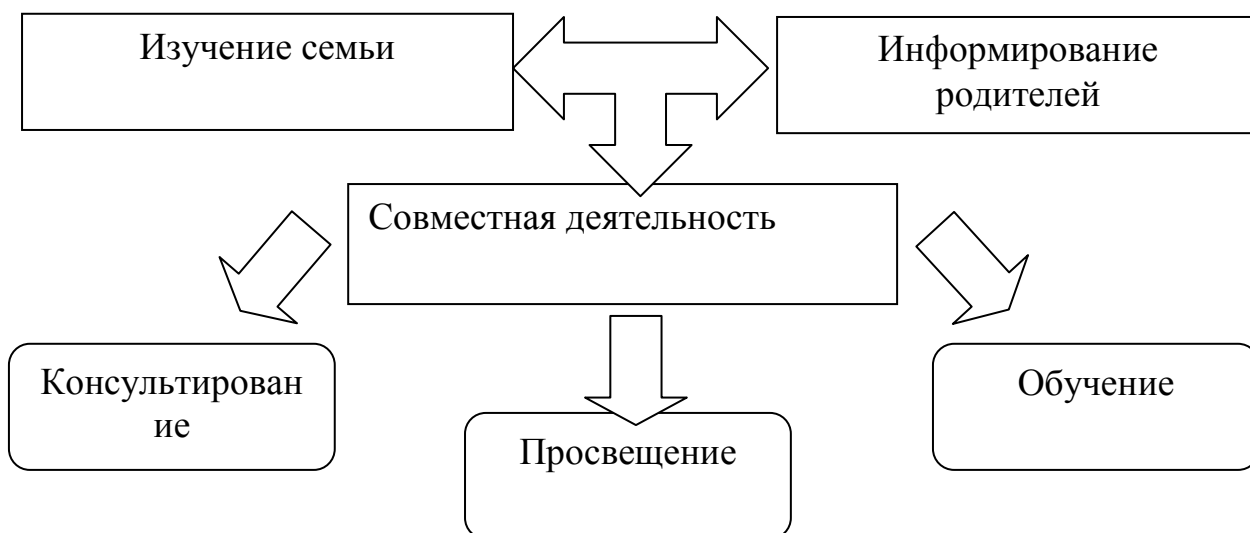 Изучение семьи
Информирование
родителей
Совместная деятельность
Консультирован
ие
Просвещение
Обучение